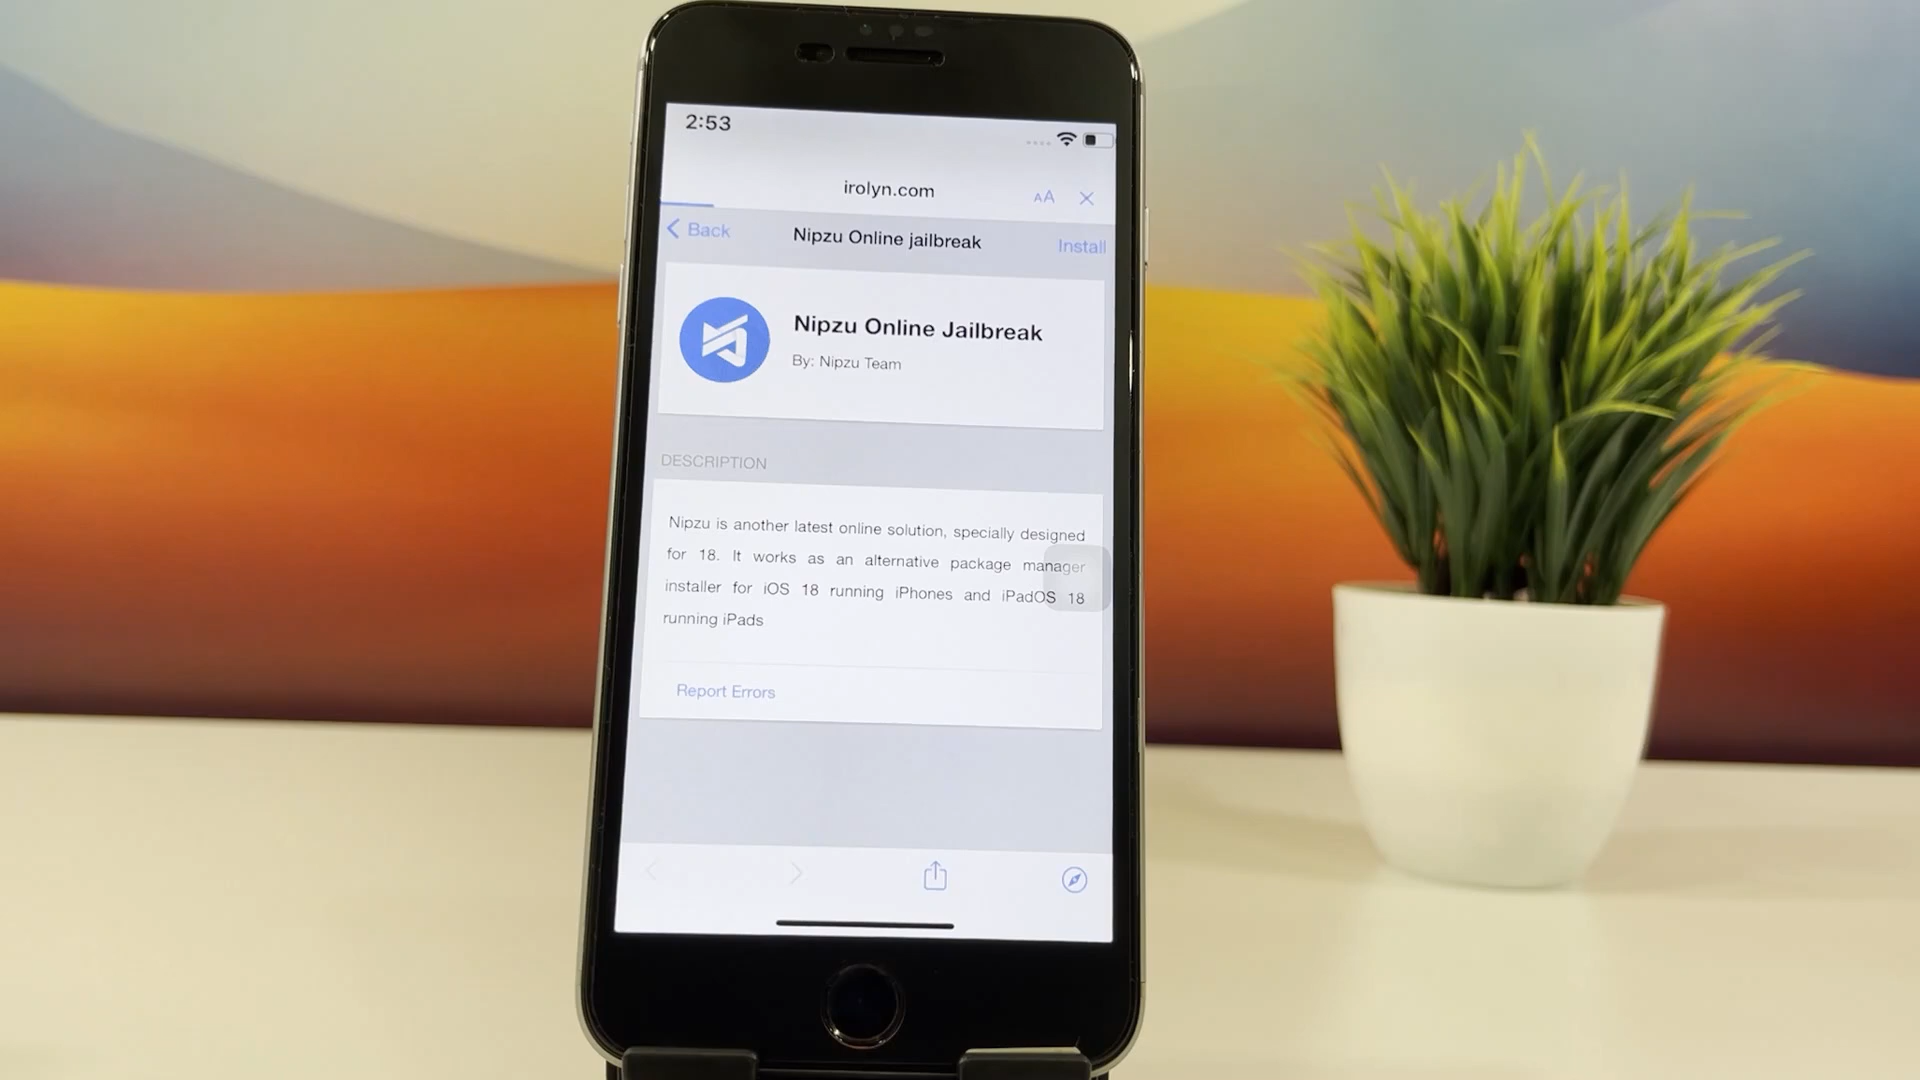 2:53
irolyn.com
AA
Back
Nipzu Online jailbreak
Install
Nipzu Online Jailbreak
By: Nipzu Team
DESCRIPTION
Nipzu is another latest online solution, specially designed
for 18. It works as an alternative package manager
installer for iOS 18 running iPhones and iPadOS 18
running iPads
Report Errors